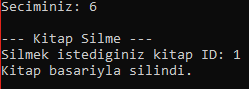 Seciminiz: 6
--- Kitap Silme ---
Silmek istediginiz kitap ID: 1
Kitap basariyla silindi.